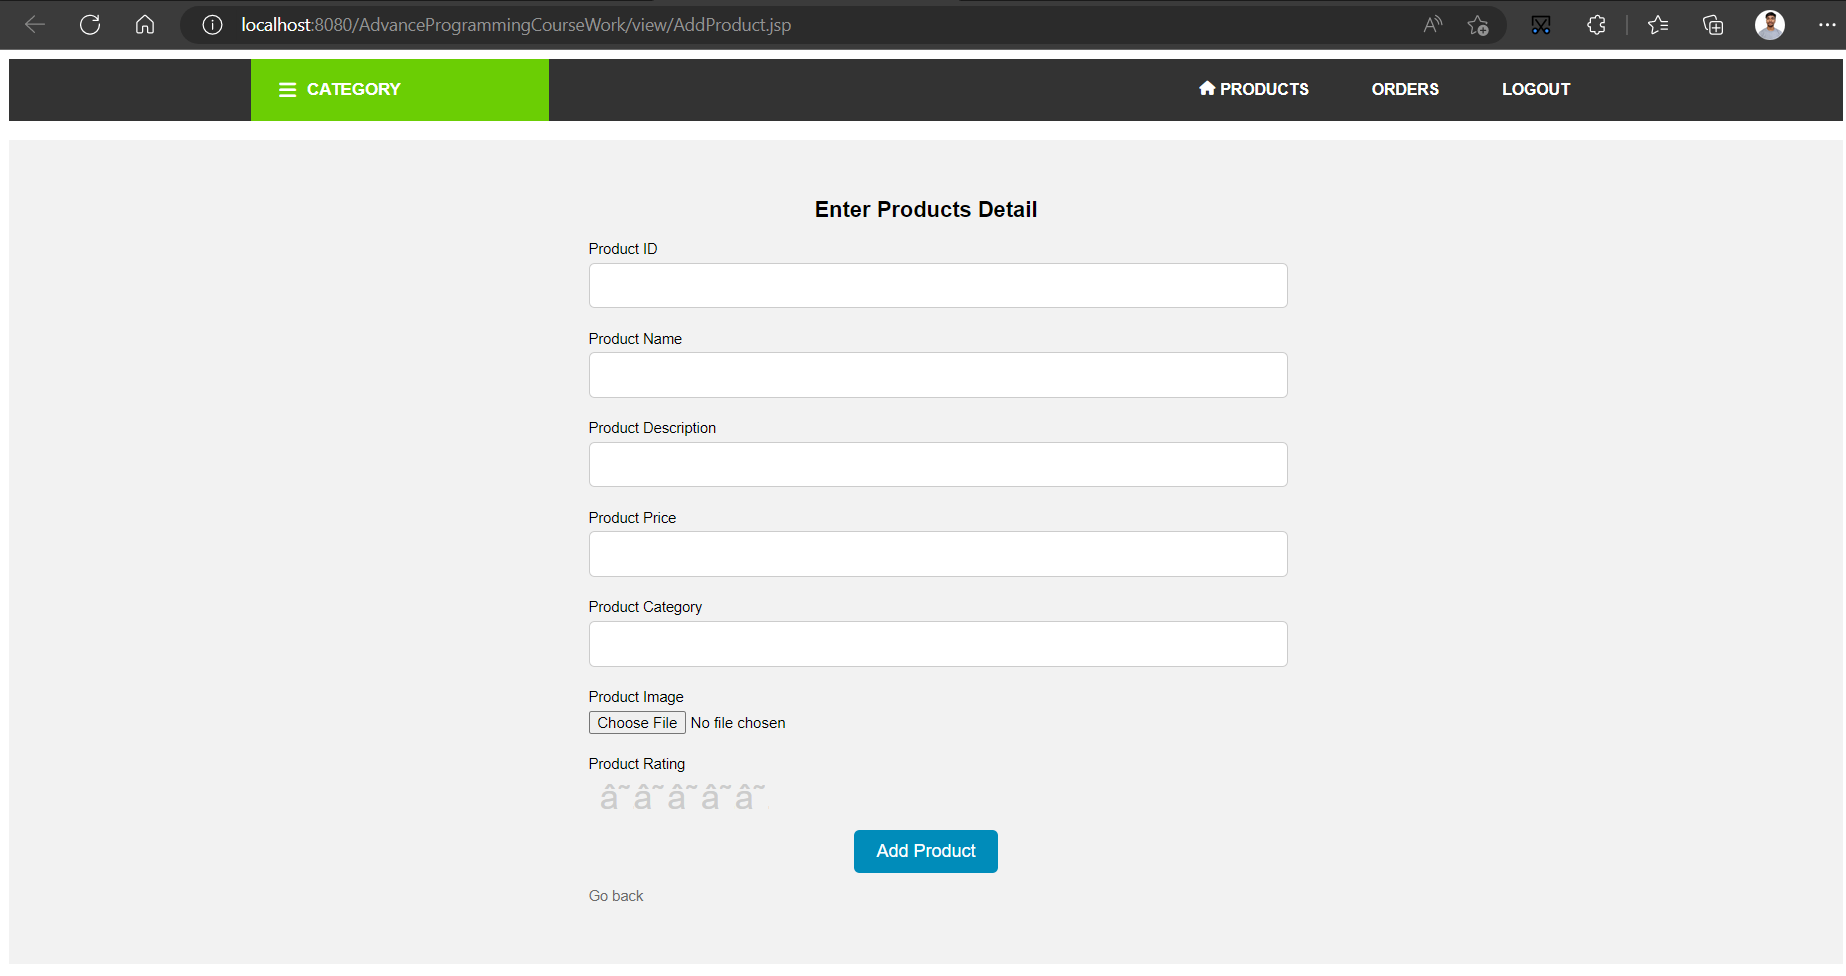 localhost:8080/AdvanceProgrammingCourseWork/view/AddProduct.jsp
CATEGORY PRODUCTS ORDERS LOGOUT
Enter Products Detail
Product ID
Product Name
Product Description
Product Price
Product Category
Product Image
Choose File No file chosen
Product Rating
â˜â˜â˜â˜â˜
Add Product
Go back